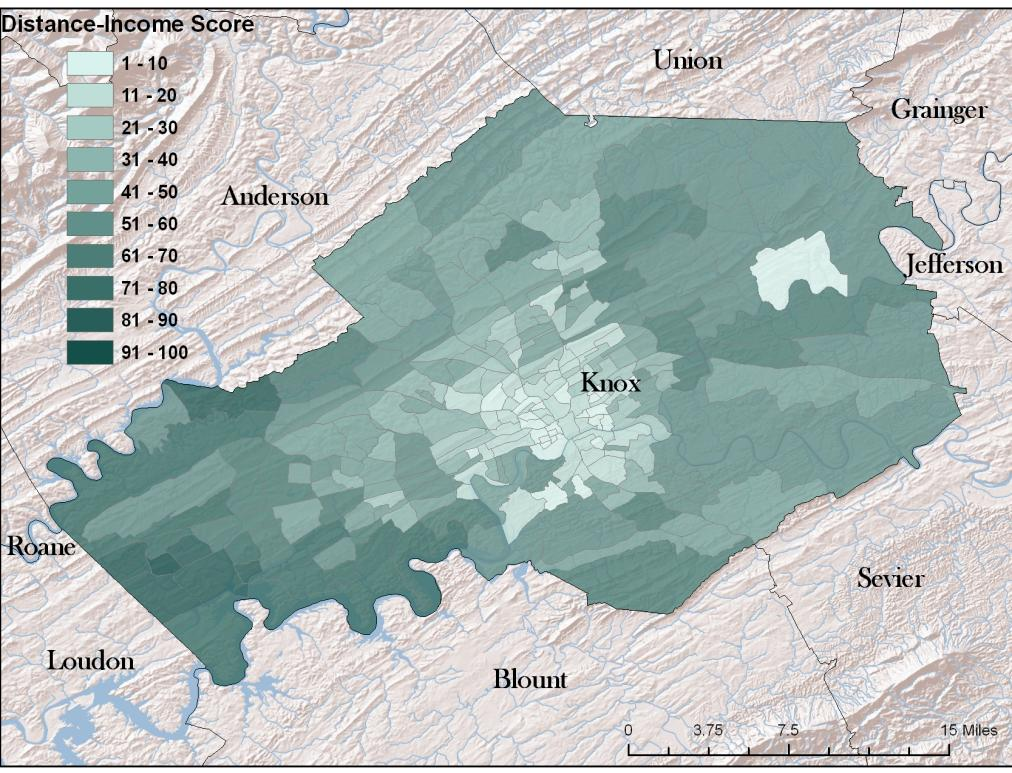 Distance-Income Score
1 - 10
11 - 20
21 - 30
31 - 40
41 - 50
51 - 60
61 - 70
71 - 80
81 - 90
91 - 100
Union
Grainger
Anderson
Jefferson
Knox
Roane
Sevier
Loudon
Blount
0 3.75 7.5 15 Miles